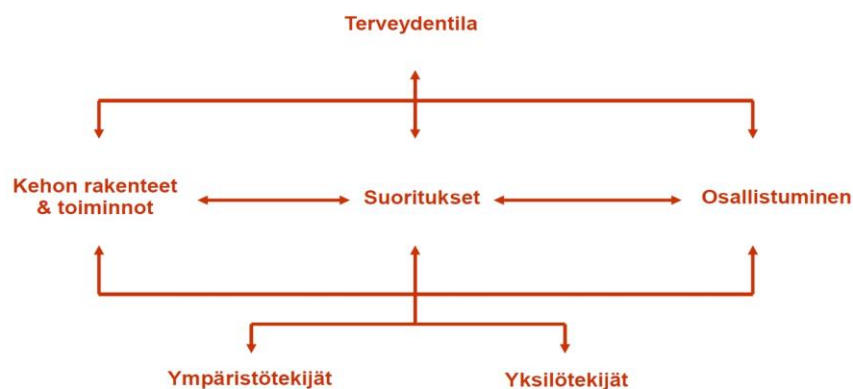 Terveydentila
Kehon rakenteet
& toiminnot
Suoritukset
Osallistuminen
Ympäristötekijät
Yksilötekijät